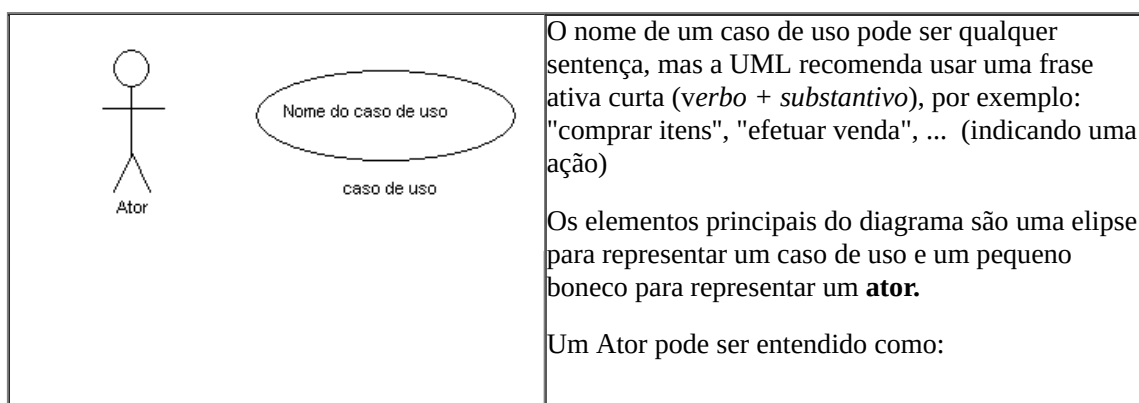 Nome do caso de uso
caso de uso
Ator
O nome de um caso de uso pode ser qualquer
sentença, mas a UML recomenda usar uma frase
ativa curta (verbo + substantivo), por exemplo:
"comprar itens", "efetuar venda", ... (indicando uma
ação)
Os elementos principais do diagrama são uma elipse
para representar um caso de uso e um pequeno
boneco para representar um ator.
Um Ator pode ser entendido como: